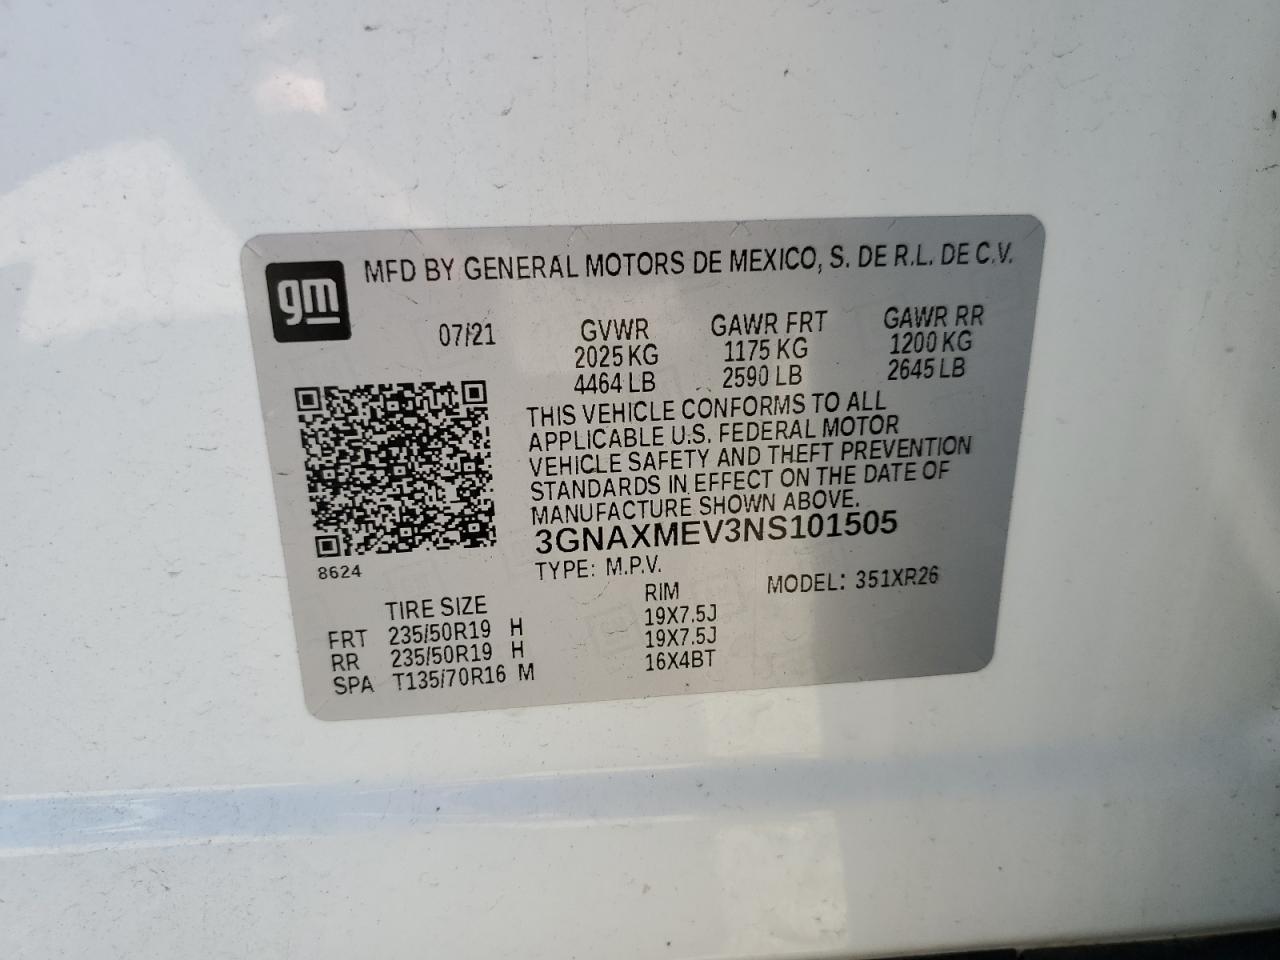 gm
MFD BY GENERAL MOTORS DE MEXICO, S. DE R.L. DE C.V.
07/21 GVWR GAWR FRT GAWR RR
2025 KG 1175 KG 1200 KG
4464 LB 2590 LB 2645 LB
THIS VEHICLE CONFORMS TO ALL
APPLICABLE U.S. FEDERAL MOTOR
VEHICLE SAFETY AND THEFT PREVENTION
STANDARDS IN EFFECT ON THE DATE OF
MANUFACTURE SHOWN ABOVE.
3GNAXMEV3NS101505
8624
TYPE: M.P.V.
MODEL: 351XR26
TIRE SIZE RIM
FRT 235/50R19 H 19X7.5J
RR 235/50R19 H 19X7.5J
SPA T135/70R16 M 16X4BT